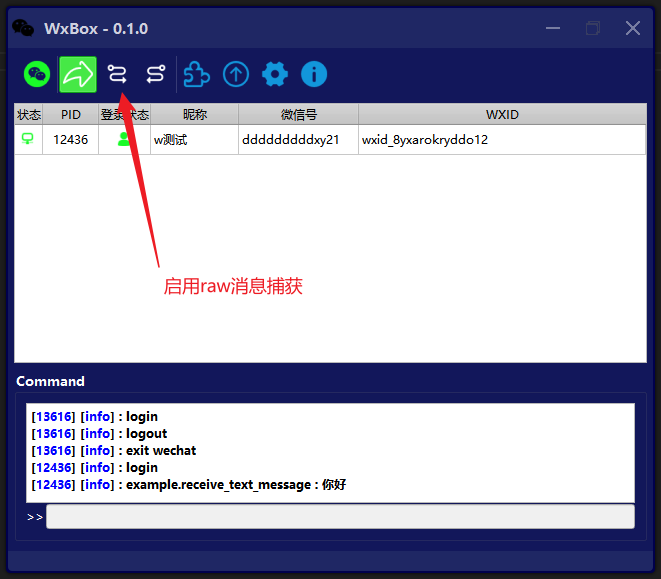 WxBox - 0.1.0
状态 PID 登录状态 昵称 微信号 WXID
12436 w测试 dddddddddxy21 wxid_8yxarokryddo12
启用raw消息捕获
Command
[13616] [info] : login
[13616] [info] : logout
[13616] [info] : exit wechat
[12436] [info] : login
[12436] [info] : example.receive_text_message : 你好
>>